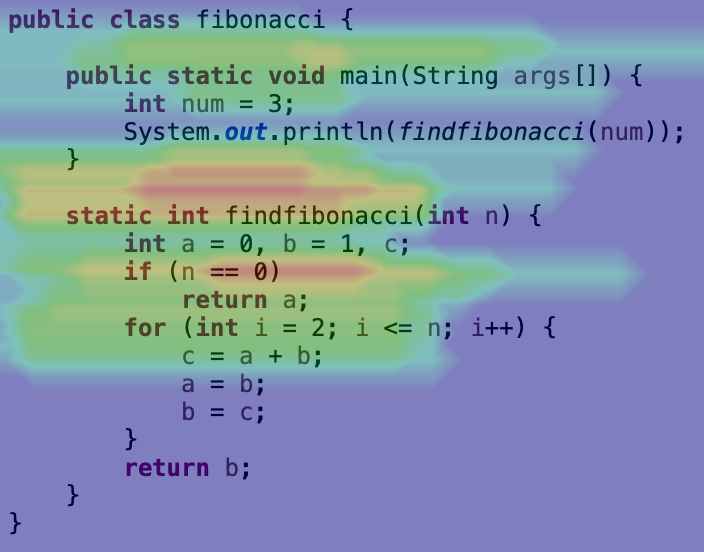 public class fibonacci {
public static void main(String args[]) {
int num = 3;
System.out.println(findfibonacci(num));
}
static int findfibonacci(int n) {
int a = 0, b = 1, c;
if (n == 0)
return a;
for (int i = 2; i <= n; i++) {
c = a + b;
a = b;
b = c;
}
return b;
}
}